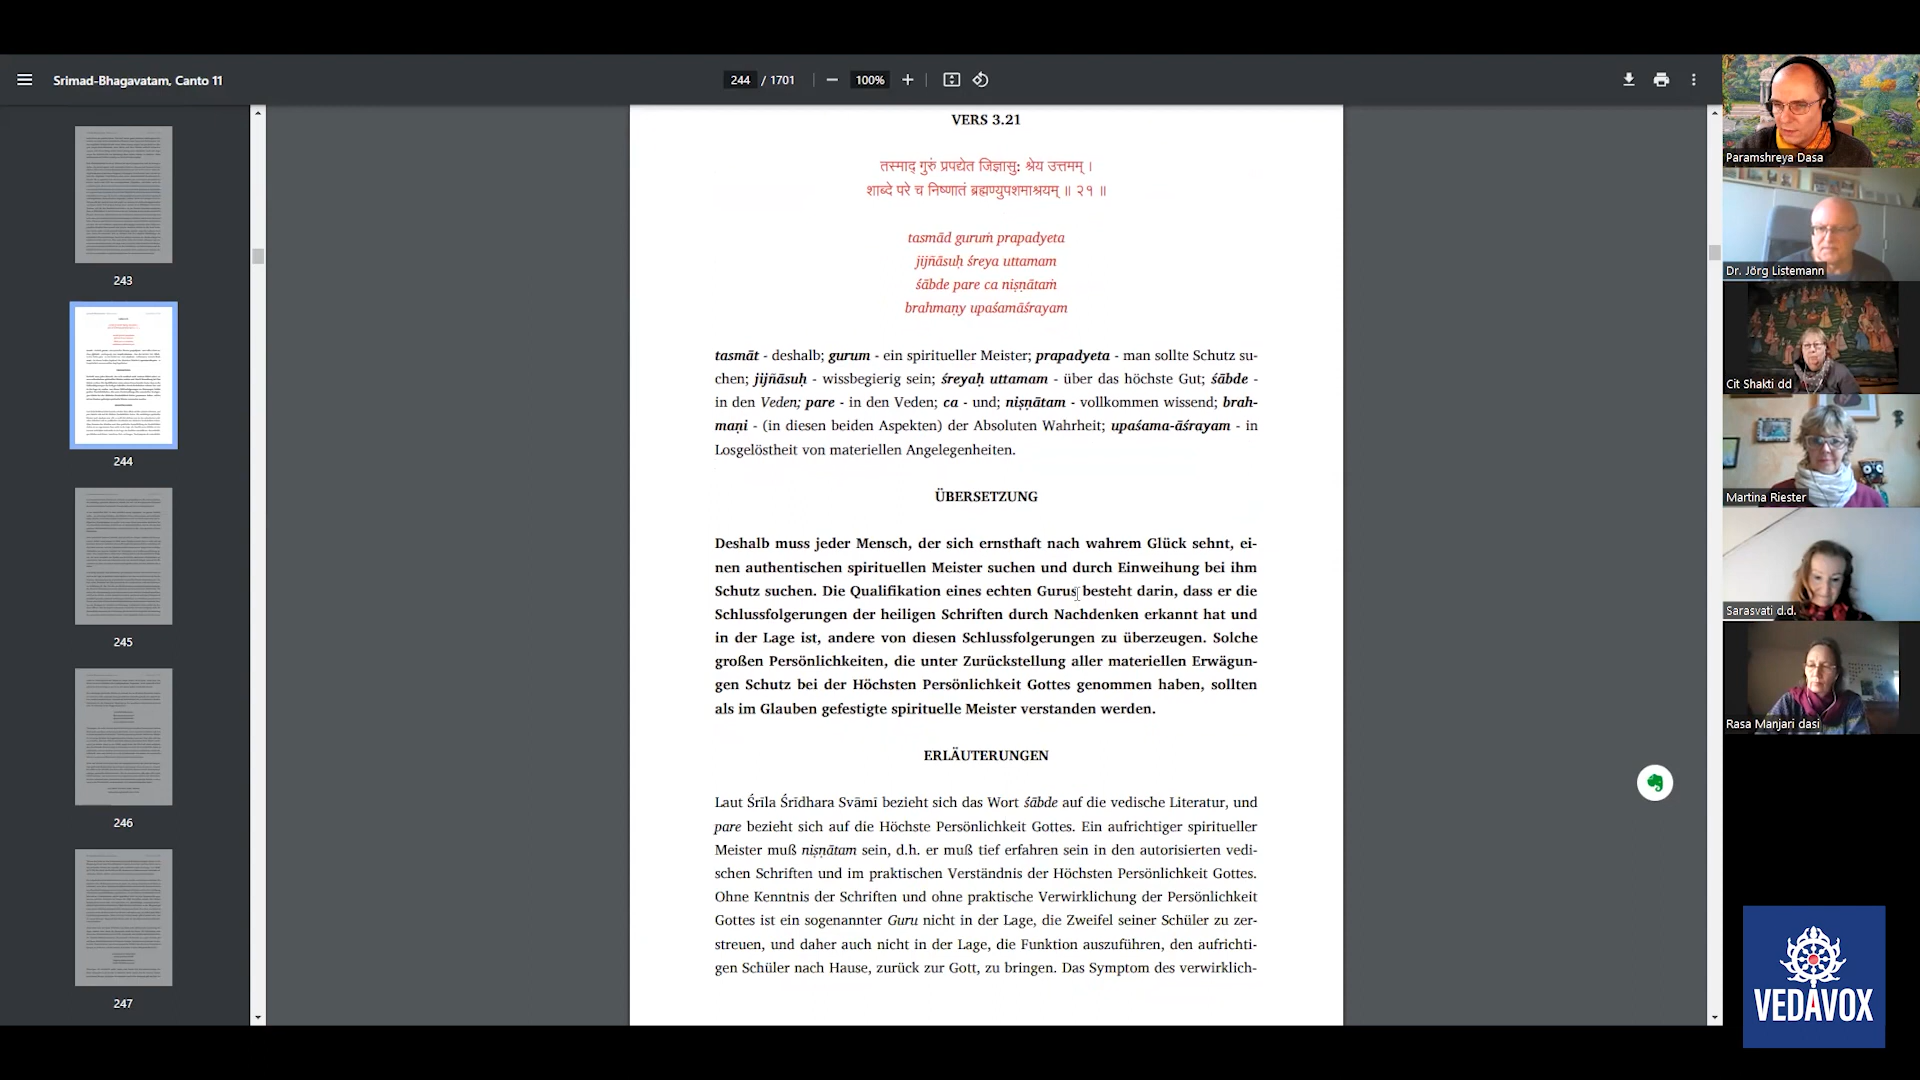 Srimad-Bhagavatam, Canto 11
244 / 1701
100%
243
244
245
246
247
VERS 3.21
तस्माद् गुरुं प्रपद्येत जिज्ञासु: श्रेय उत्तमम् ।
शाब्दे परे च निष्णातं ब्रह्मण्युपशमाश्रयम् ॥ २१ ॥
tasmād guruṁ prapadyeta
jijñāsuḥ śreya uttamam
śābde pare ca niṣṇātaṁ
brahmaṇy upaśamāśrayam
tasmāt - deshalb; gurum - ein spiritueller Meister; prapadyeta - man sollte Schutz su-
chen; jijñāsuḥ - wissbegierig sein; śreyaḥ uttamam - über das höchste Gut; śābde -
in den Veden; pare - in den Veden; ca - und; niṣṇātam - vollkommen wissend; brah-
maṇi - (in diesen beiden Aspekten) der Absoluten Wahrheit; upaśama-āśrayam - in
Losgelöstheit von materiellen Angelegenheiten.
ÜBERSETZUNG
Deshalb muss jeder Mensch, der sich ernsthaft nach wahrem Glück sehnt, ei-
nen authentischen spirituellen Meister suchen und durch Einweihung bei ihm
Schutz suchen. Die Qualifikation eines echten Gurus besteht darin, dass er die
Schlussfolgerungen der heiligen Schriften durch Nachdenken erkannt hat und
in der Lage ist, andere von diesen Schlussfolgerungen zu überzeugen. Solche
großen Persönlichkeiten, die unter Zurückstellung aller materiellen Erwägun-
gen Schutz bei der Höchsten Persönlichkeit Gottes genommen haben, sollten
als im Glauben gefestigte spirituelle Meister verstanden werden.
ERLÄUTERUNGEN
Laut Śrīla Śrīdhara Svāmī bezieht sich das Wort śābde auf die vedische Literatur, und
pare bezieht sich auf die Höchste Persönlichkeit Gottes. Ein aufrichtiger spiritueller
Meister muß niṣṇātam sein, d.h. er muß tief erfahren sein in den autorisierten vedi-
schen Schriften und im praktischen Verständnis der Höchsten Persönlichkeit Gottes.
Ohne Kenntnis der Schriften und ohne praktische Verwirklichung der Persönlichkeit
Gottes ist ein sogenannter Guru nicht in der Lage, die Zweifel seiner Schüler zu zer-
streuen, und daher auch nicht in der Lage, die Funktion auszuführen, den aufrichti-
gen Schüler nach Hause, zurück zur Gott, zu bringen. Das Symptom des verwirklich-
Paramshreya Dasa
Dr. Jörg Listemann
Cit Shakti dd
Martina Riester
Sarasvati d.d.
Rasa Manjari dasi
VEDAVOX